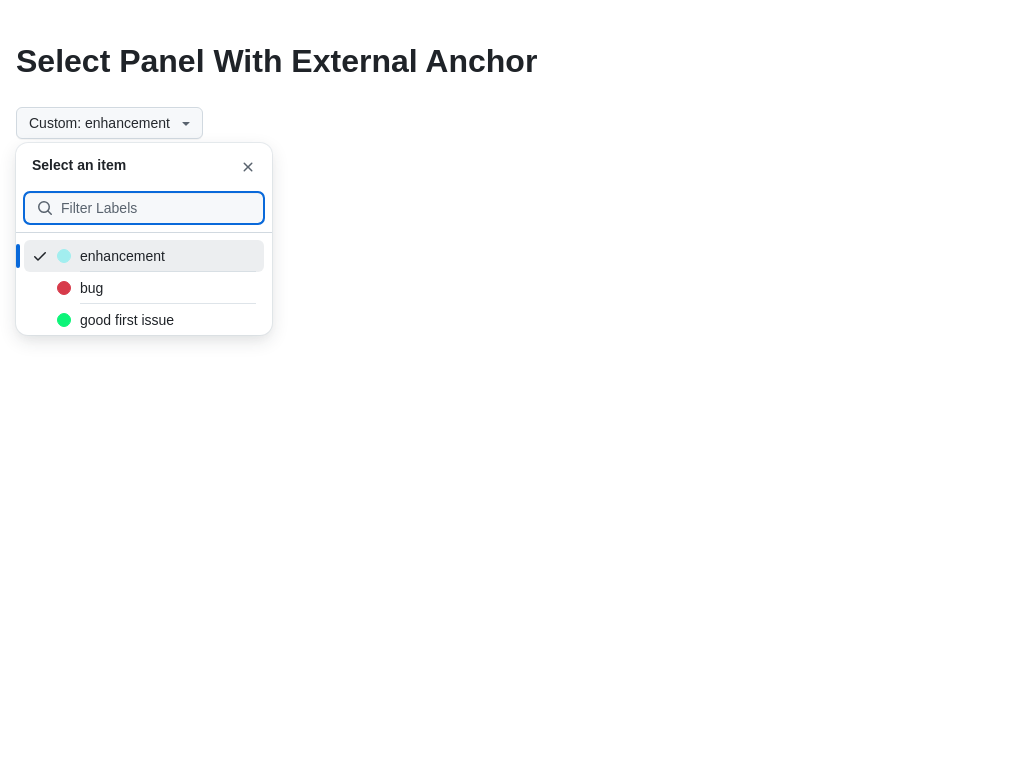 Select Panel With External Anchor
Custom: enhancement
Select an item
Filter Labels
enhancement
bug
good first issue